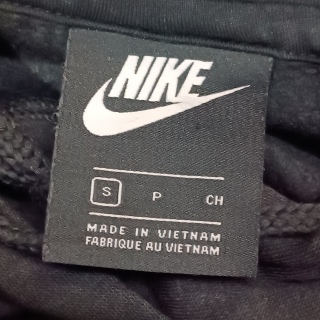 NIKE
S P CH
MADE IN VIETNAM
FABRIQUE AU VIETNAM